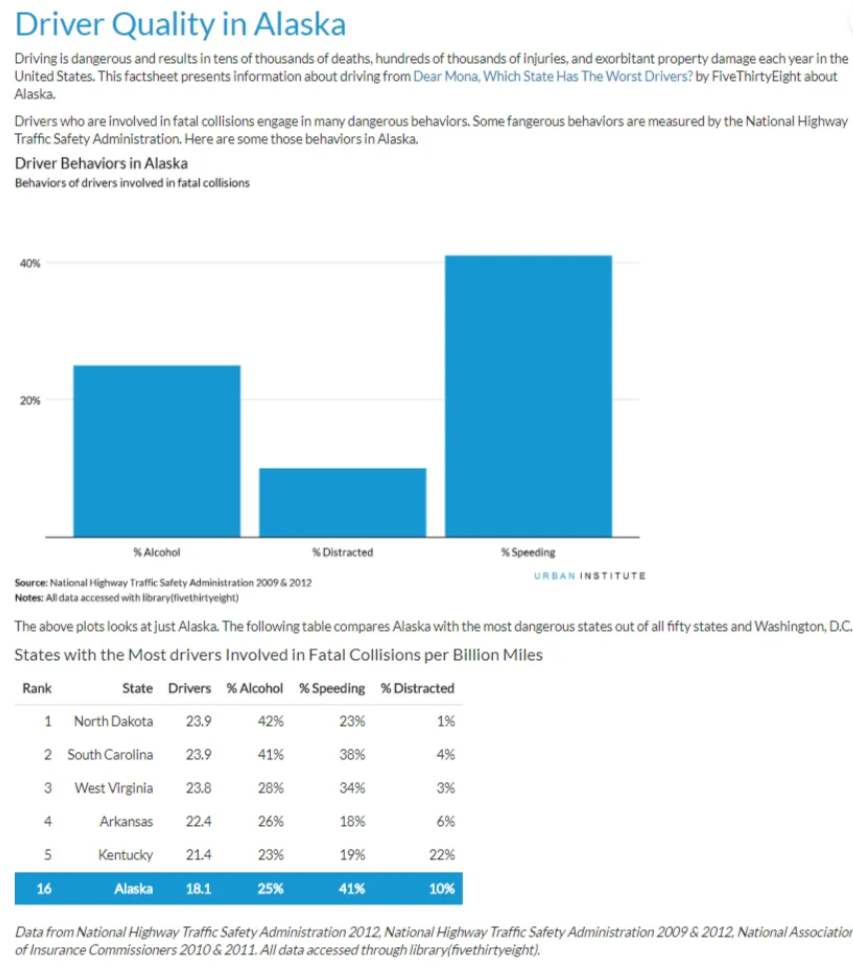 Driver Quality in Alaska
Driving is dangerous and results in tens of thousands of deaths, hundreds of thousands of injuries, and exorbitant property damage each year in the
United States. This factsheet presents information about driving from Dear Mona, Which State Has The Worst Drivers? by FiveThirtyEight about
Alaska.
Drivers who are involved in fatal collisions engage in many dangerous behaviors. Some fangerous behaviors are measured by the National Highway
Traffic Safety Administration. Here are some those behaviors in Alaska.
Driver Behaviors in Alaska
Behaviors of drivers involved in fatal collisions
40%
20%
% Alcohol % Distracted % Speeding
URBAN INSTITUTE
Source: National Highway Traffic Safety Administration 2009 & 2012
Notes: All data accessed with library(fivethirtyeight)
The above plots looks at just Alaska. The following table compares Alaska with the most dangerous states out of all fifty states and Washington, D.C.
States with the Most drivers Involved in Fatal Collisions per Billion Miles
Rank State Drivers % Alcohol % Speeding % Distracted
1 North Dakota 23.9 42% 23% 1%
2 South Carolina 23.9 41% 38% 4%
3 West Virginia 23.8 28% 34% 3%
4 Arkansas 22.4 26% 18% 6%
5 Kentucky 21.4 23% 19% 22%
16 Alaska 18.1 25% 41% 10%
Data from National Highway Traffic Safety Administration 2012, National Highway Traffic Safety Administration 2009 & 2012, National Association
of Insurance Commissioners 2010 & 2011. All data accessed through library(fivethirtyeight).